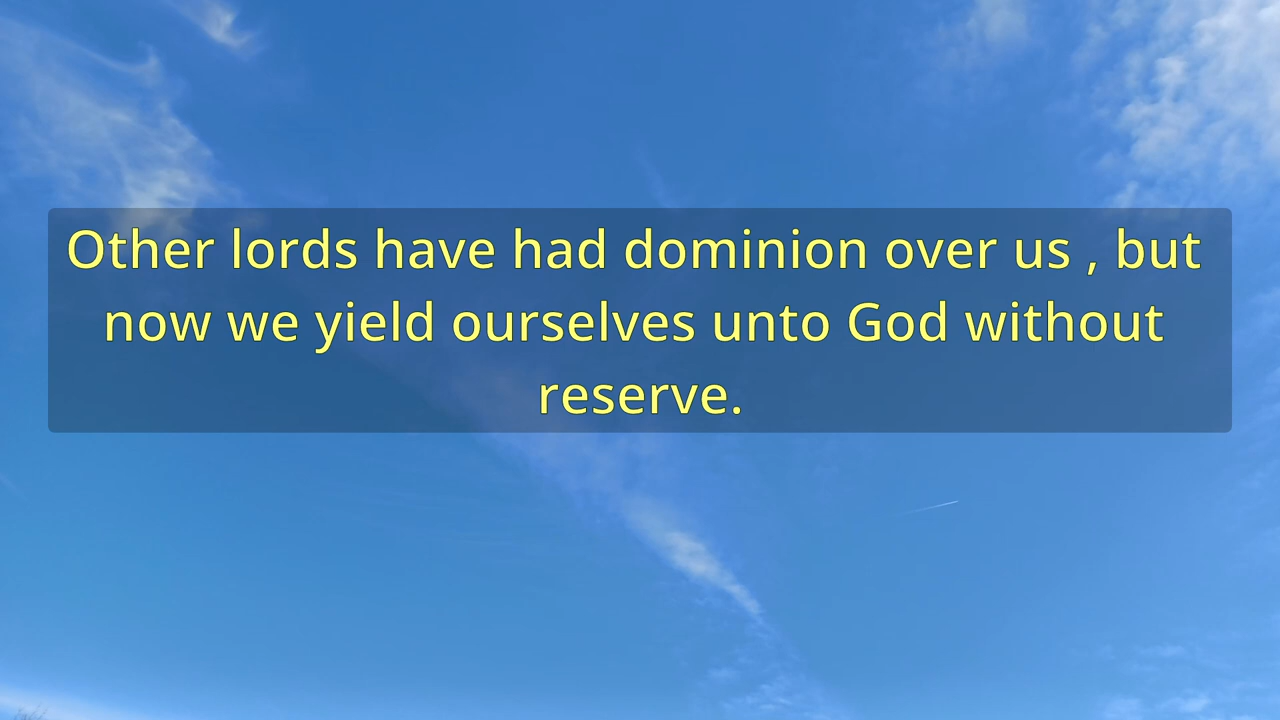 Other lords have had dominion over us , but
now we yield ourselves unto God without
reserve.